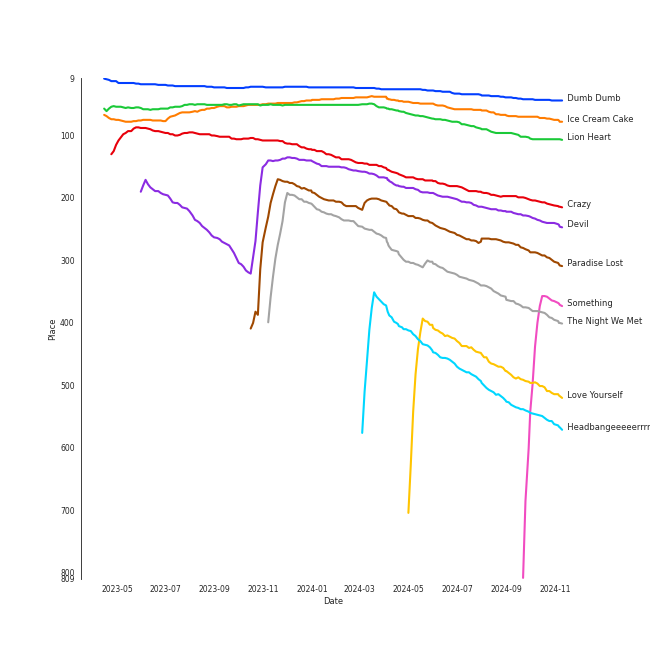 9
100
200
300
400
500
600
700
800
809
Place
2023-05
2023-07
2023-09
2023-11
2024-01
2024-03
2024-05
2024-07
2024-09
2024-11
Date
Dumb Dumb
Ice Cream Cake
Lion Heart
Crazy
Devil
Paradise Lost
Something
The Night We Met
Love Yourself
Headbangeeeeerrrr